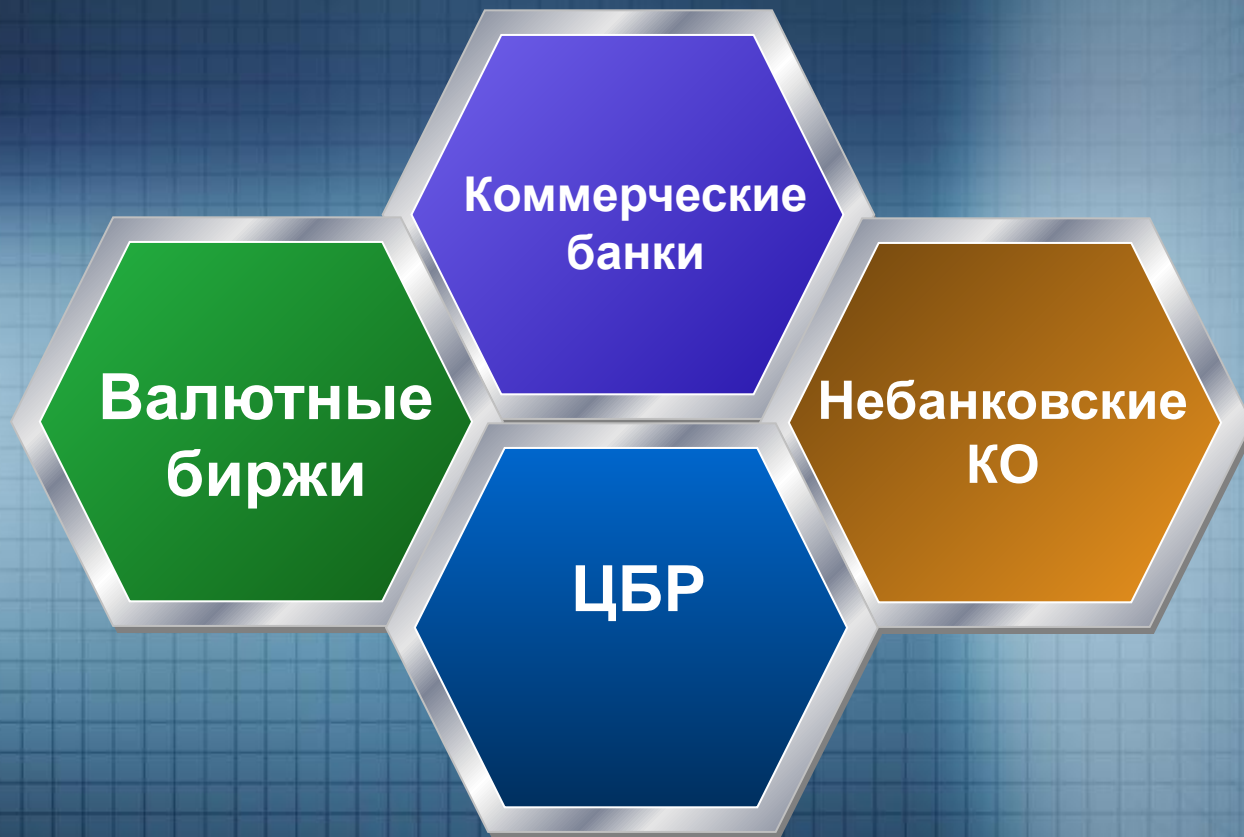 Коммерческие
банки
Валютные
биржи
Небанковские
КО
ЦБР